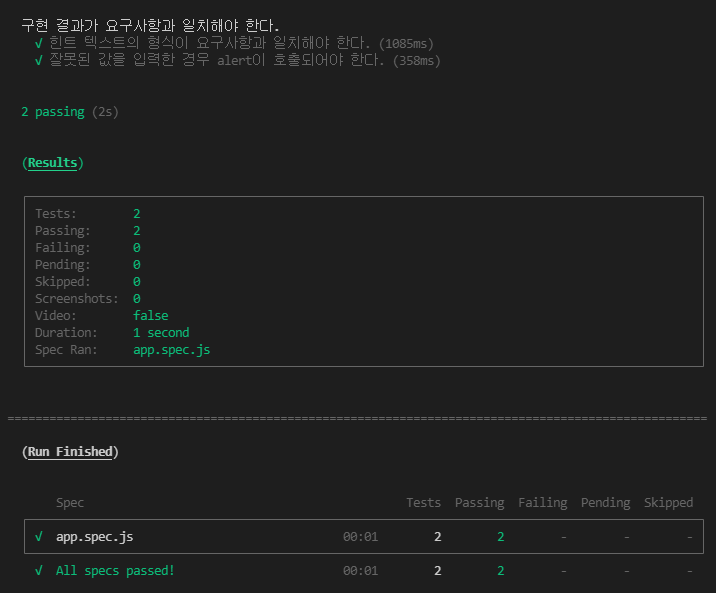 구현 결과가 요구사항과 일치해야 한다.
√ 힌트 텍스트의 형식이 요구사항과 일치해야 한다. (1085ms)
√ 잘못된 값을 입력한 경우 alert이 호출되어야 한다. (358ms)
2 passing (2s)
(Results)
Tests: 2
Passing: 2
Failing: 0
Pending: 0
Skipped: 0
Screenshots: 0
Video: false
Duration: 1 second
Spec Ran: app.spec.js
====================================================================================================
(Run Finished)
Spec Tests Passing Failing Pending Skipped
√ app.spec.js 00:01 2 2 - - -
√ All specs passed! 00:01 2 2 - - -